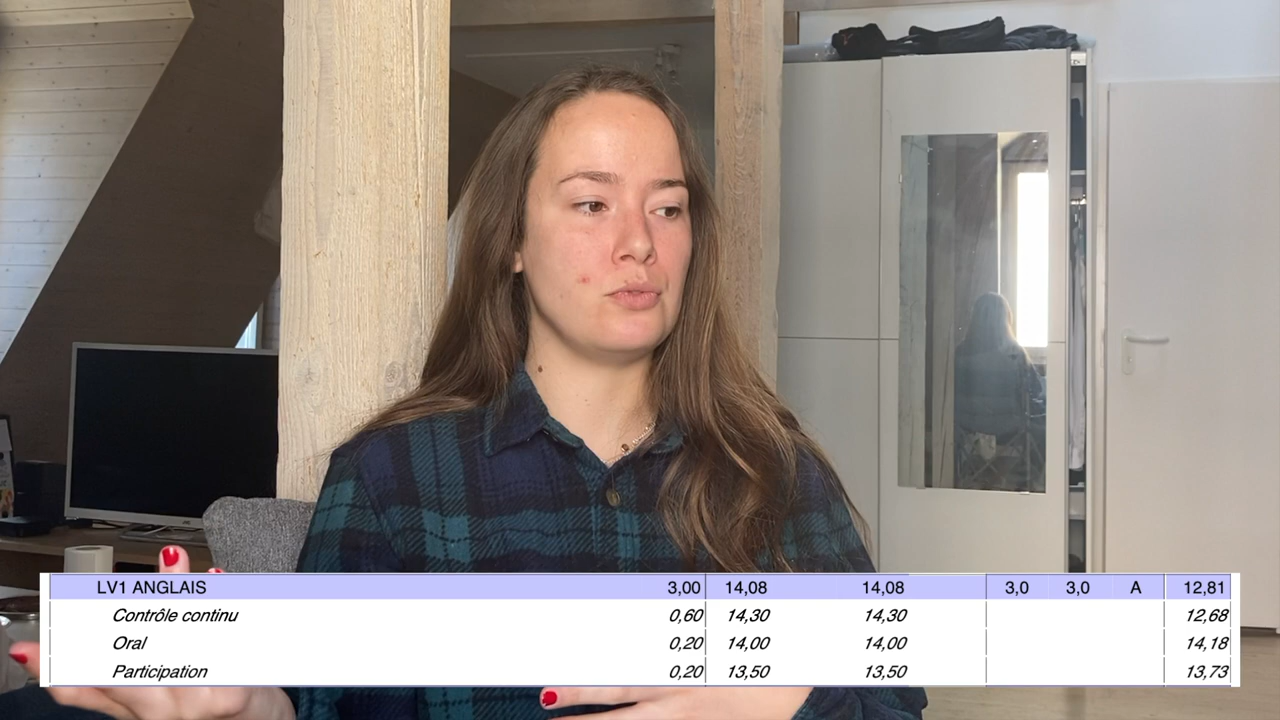 LV1 ANGLAIS 3,00 14,08 14,08 3,0 3,0 A 12,81
Contrôle continu 0,60 14,30 14,30 12,68
Oral 0,20 14,00 14,00 14,18
Participation 0,20 13,50 13,50 13,73